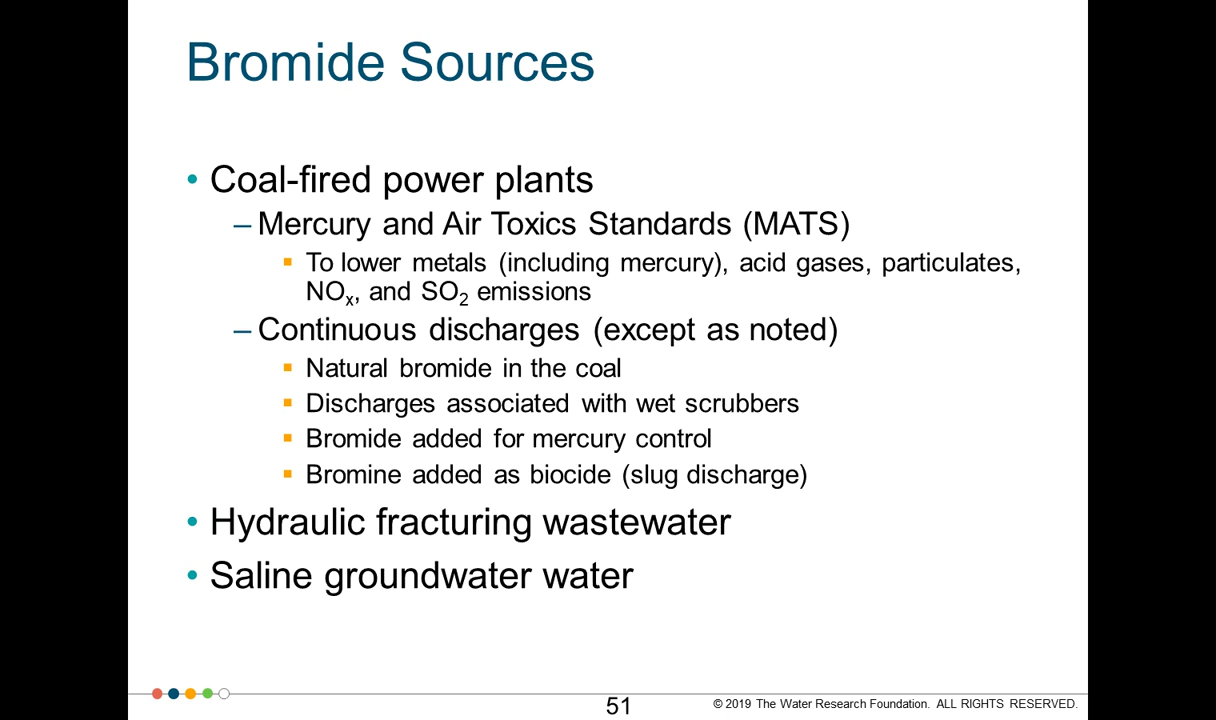 Bromide Sources
• Coal-fired power plants
– Mercury and Air Toxics Standards (MATS)
▪ To lower metals (including mercury), acid gases, particulates,
NOx, and SO2 emissions
– Continuous discharges (except as noted)
▪ Natural bromide in the coal
▪ Discharges associated with wet scrubbers
▪ Bromide added for mercury control
▪ Bromine added as biocide (slug discharge)
• Hydraulic fracturing wastewater
• Saline groundwater water
51
© 2019 The Water Research Foundation. ALL RIGHTS RESERVED.